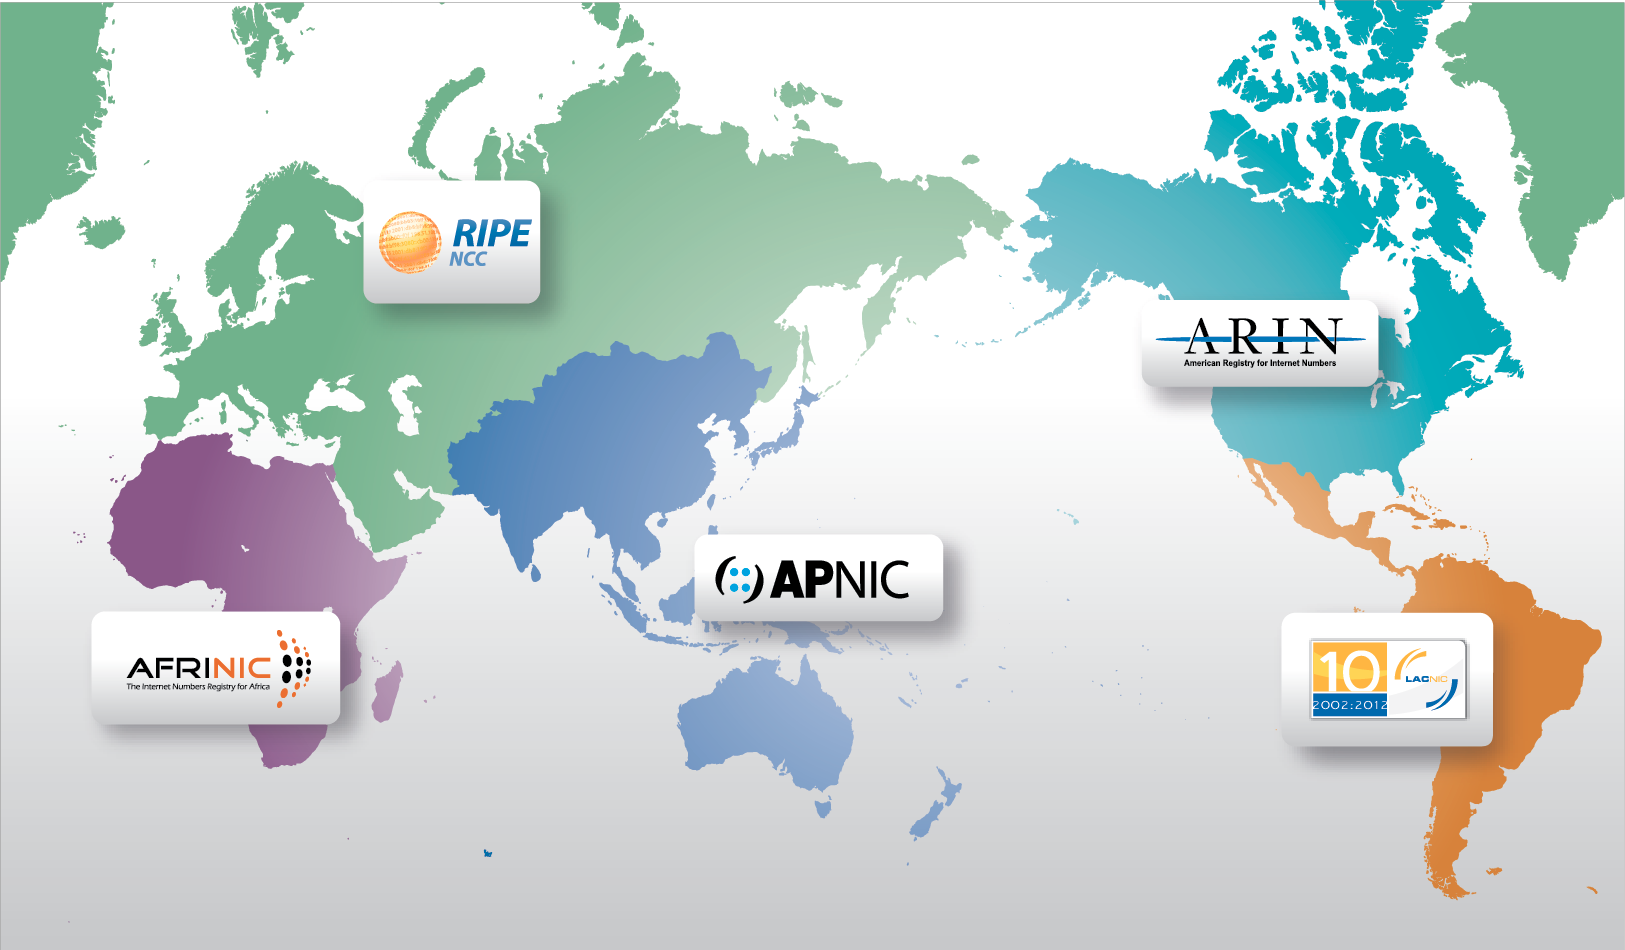 RIPE
NCC
ARIN
American Registry for Internet Numbers
APNIC
AFRINIC
The Internet Numbers Registry for Africa
10
2002:2012
LACNIC